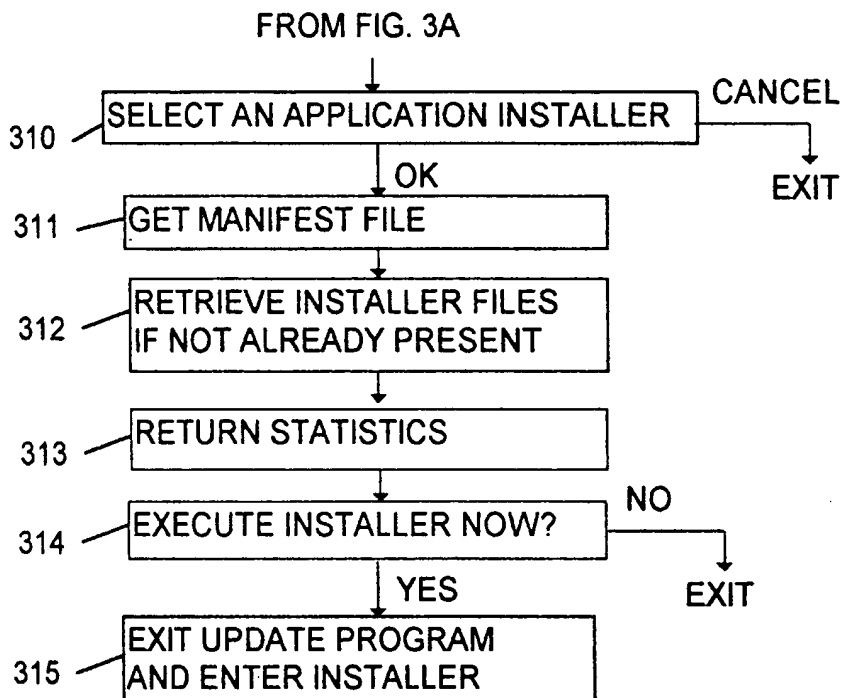 FROM FIG. 3A
310 SELECT AN APPLICATION INSTALLER
CANCEL
EXIT
OK
311 GET MANIFEST FILE
312 RETRIEVE INSTALLER FILES
IF NOT ALREADY PRESENT
313 RETURN STATISTICS
314 EXECUTE INSTALLER NOW?
NO
EXIT
YES
315 EXIT UPDATE PROGRAM
AND ENTER INSTALLER